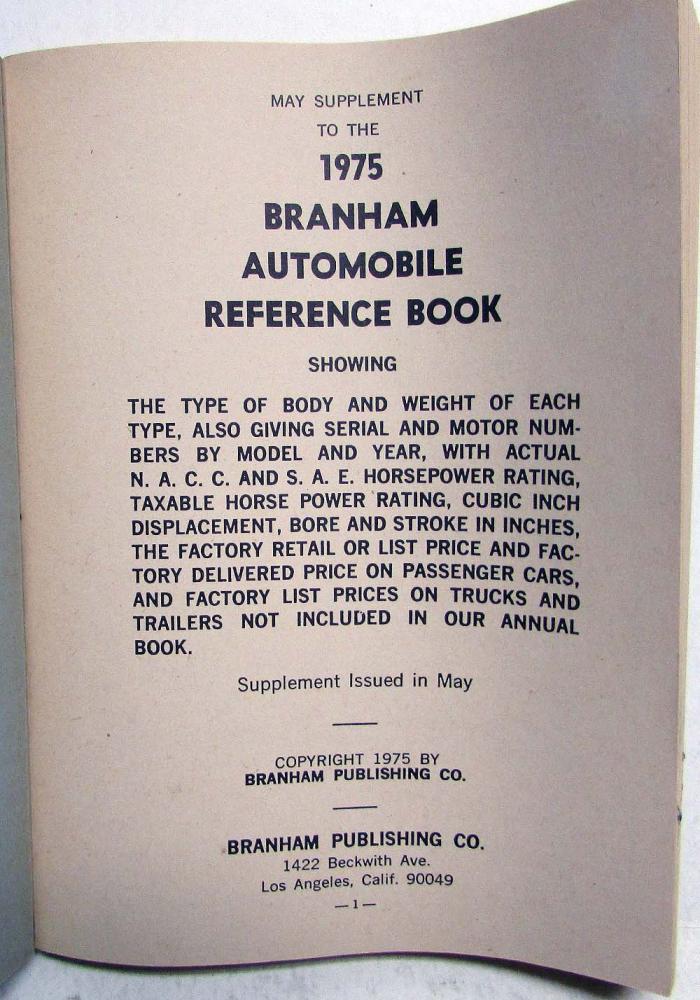 MAY SUPPLEMENT
TO THE
1975
BRANHAM
AUTOMOBILE
REFERENCE BOOK
SHOWING
THE TYPE OF BODY AND WEIGHT OF EACH
TYPE, ALSO GIVING SERIAL AND MOTOR NUM-
BERS BY MODEL AND YEAR, WITH ACTUAL
N. A. C. C. AND S. A. E. HORSEPOWER RATING,
TAXABLE HORSE POWER RATING, CUBIC INCH
DISPLACEMENT, BORE AND STROKE IN INCHES,
THE FACTORY RETAIL OR LIST PRICE AND FAC-
TORY DELIVERED PRICE ON PASSENGER CARS,
AND FACTORY LIST PRICES ON TRUCKS AND
TRAILERS NOT INCLUDED IN OUR ANNUAL
BOOK.
Supplement Issued in May
COPYRIGHT 1975 BY
BRANHAM PUBLISHING CO.
BRANHAM PUBLISHING CO.
1422 Beckwith Ave.
Los Angeles, Calif. 90049
—1—